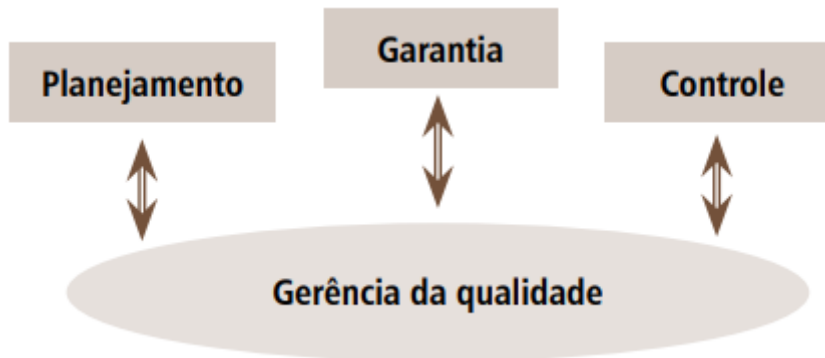 Planejamento
Garantia
Controle
Gerência da qualidade